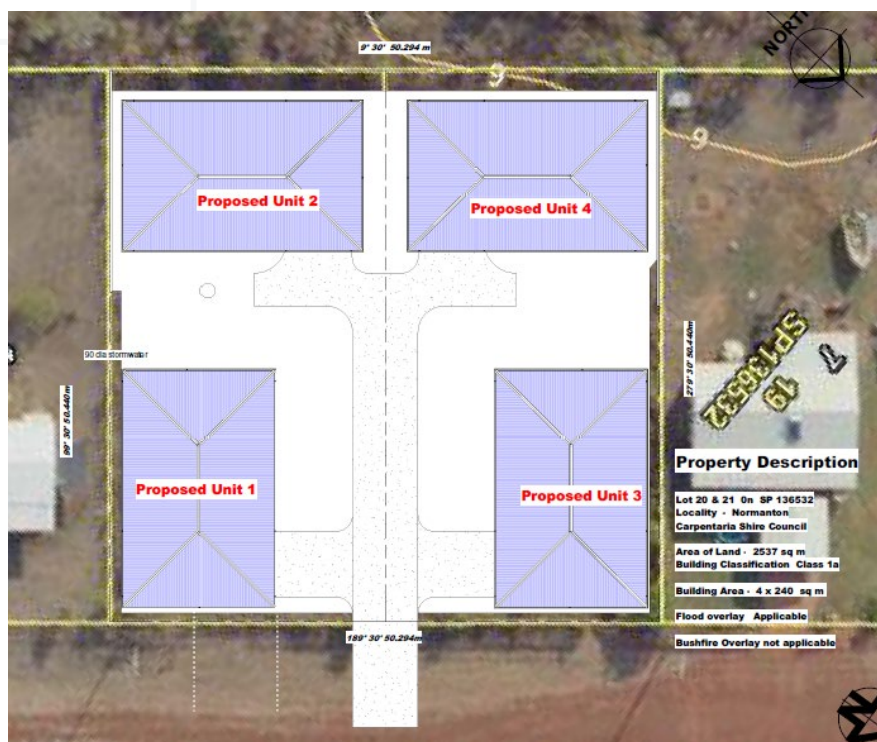 9° 30' 50.294 m
NORTH
9
9
Proposed Unit 2
Proposed Unit 4
90 dia stormwater
99° 30' 50.440m
279° 30' 50.440m
SP136532
19
7
Proposed Unit 1
Proposed Unit 3
Property Description
Lot 20 & 21 0n SP 136532
Locality - Normanton
Carpentaria Shire Council
Area of Land - 2537 sq m
Building Classification Class 1a
Building Area - 4 x 240 sq m
Flood overlay Applicable
Bushfire Overlay not applicable
189° 30' 50.294m